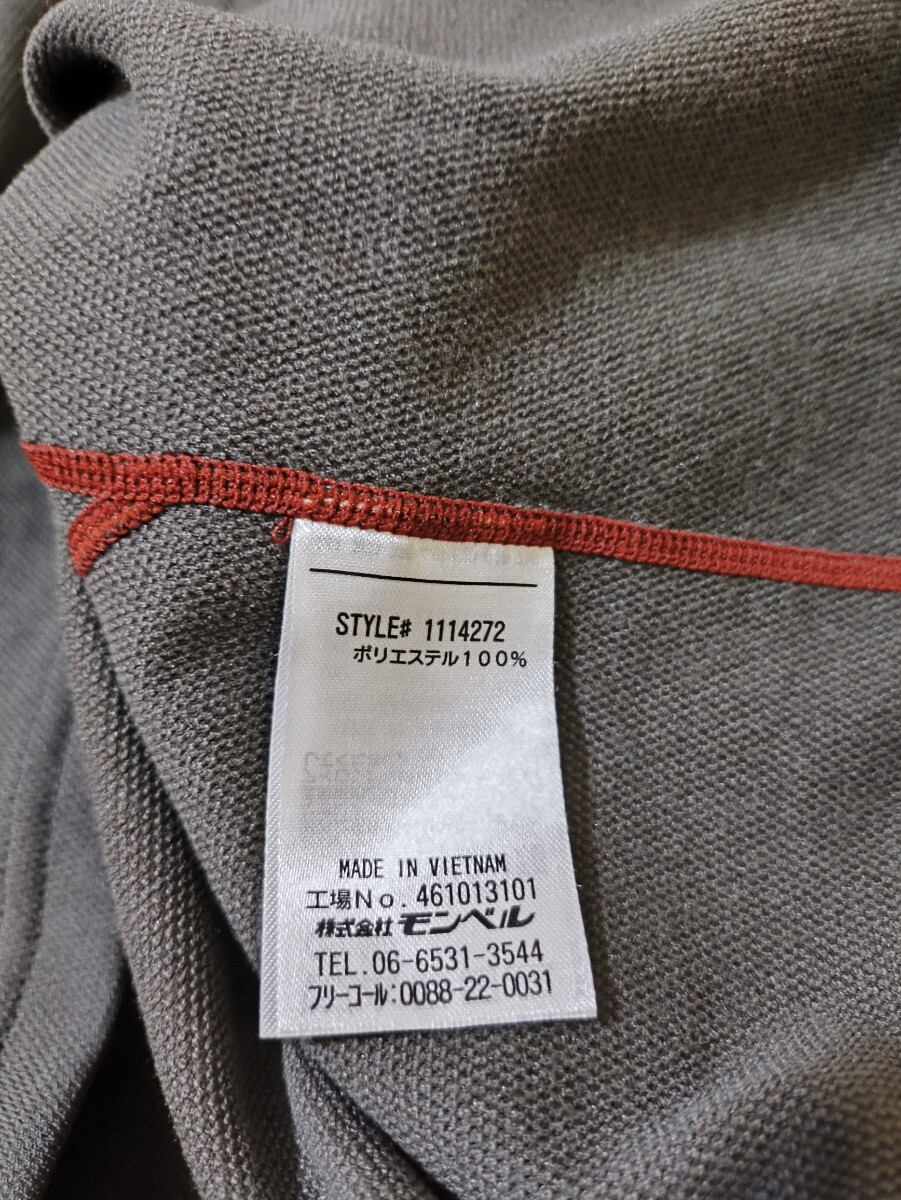 STYLE# 1114272
ポリエステル100%
MADE IN VIETNAM
工場No. 461013101
株式会社 モンベル
TEL.06-6531-3544
フリーコール:0088-22-0031